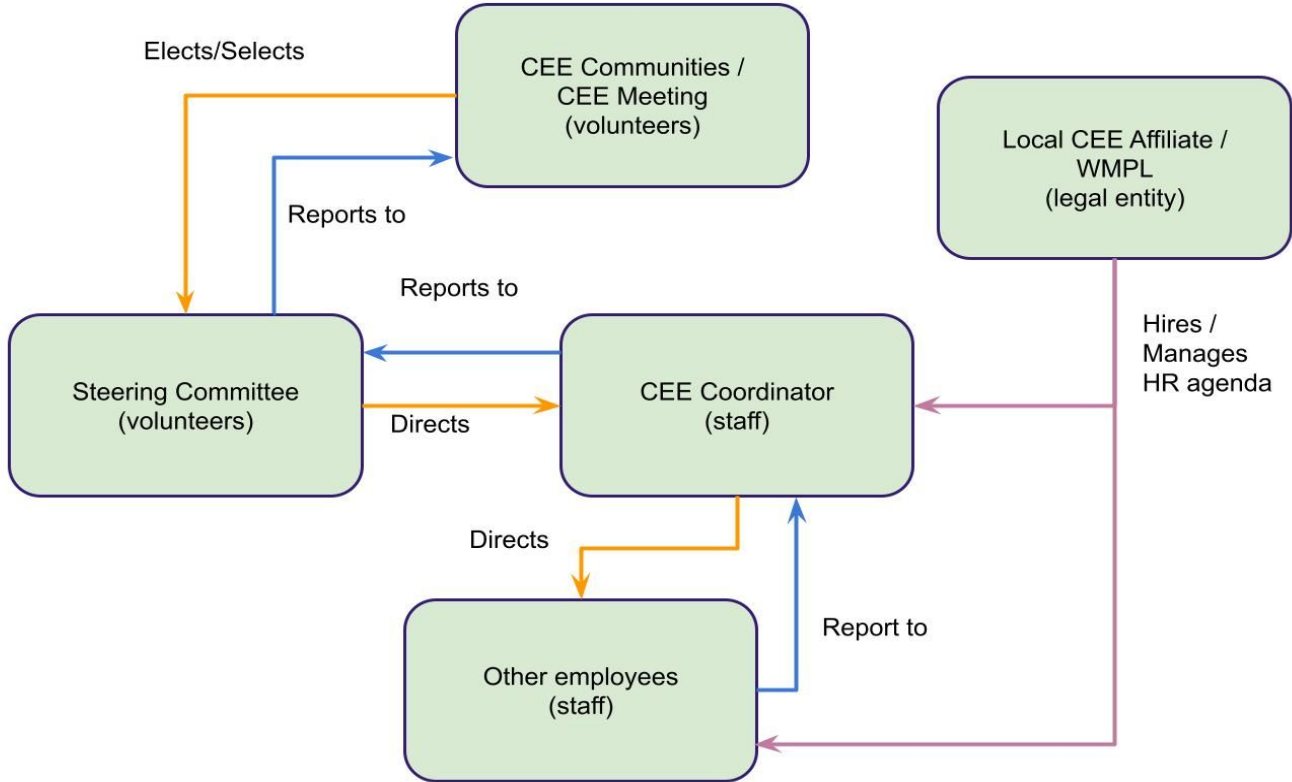 Elects/Selects
CEE Communities /
CEE Meeting
(volunteers)
Local CEE Affiliate /
WMPL
(legal entity)
Reports to
Reports to
Hires /
Manages
HR agenda
Steering Committee
(volunteers)
Directs
CEE Coordinator
(staff)
Directs
Report to
Other employees
(staff)